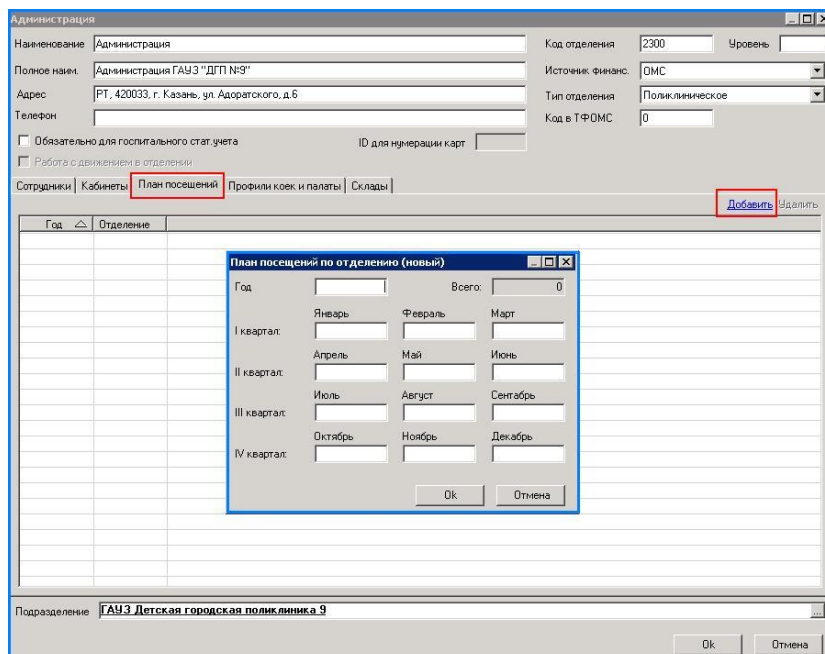 Администрация
Наименование Администрация Код отделения 2300 Уровень
Полное наим. Администрация ГАУЗ "ДГП №9" Источник финанс. ОМС
Адрес РТ, 420033, г. Казань, ул. Адоратского, д.6 Тип отделения Поликлиническое
Телефон Код в ТФОМС 0
Обязательно для госпитального стат.учета ID для нумерации карт
Работа с движением в отделении
Сотрудники Кабинеты План посещений Профили коек и палаты Склады
Добавить Удалить
Год Отделение
План посещений по отделению (новый)
Год Всего: 0
Январь Февраль Март
I квартал:
Апрель Май Июнь
II квартал:
Июль Август Сентябрь
III квартал:
Октябрь Ноябрь Декабрь
IV квартал:
Ok Отмена
Подразделение ГАУЗ Детская городская поликлиника 9
...
Ok Отмена